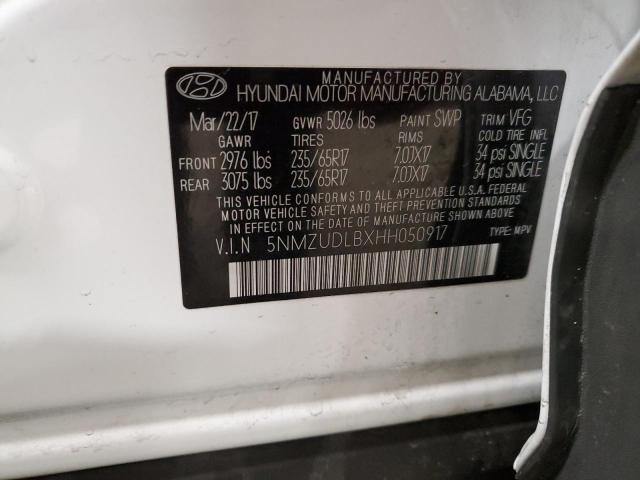 MANUFACTURED BY
HYUNDAI MOTOR MANUFACTURING ALABAMA, LLC
Mar/22/17 GVWR 5026 lbs PAINT SWP TRIM VFG
GAWR TIRES RIMS COLD TIRE INFL
FRONT 2976 lbs 235/65R17 7.0JX17 34 psi SINGLE
REAR 3075 lbs 235/65R17 7.0JX17 34 psi SINGLE
THIS VEHICLE CONFORMS TO ALL APPLICABLE U.S.A. FEDERAL
MOTOR VEHICLE SAFETY AND THEFT PREVENTION STANDARDS
IN EFFECT ON THE DATE OF MANUFACTURE SHOWN ABOVE.
V.I.N 5NMZUDLBXHH050917 TYPE: MPV